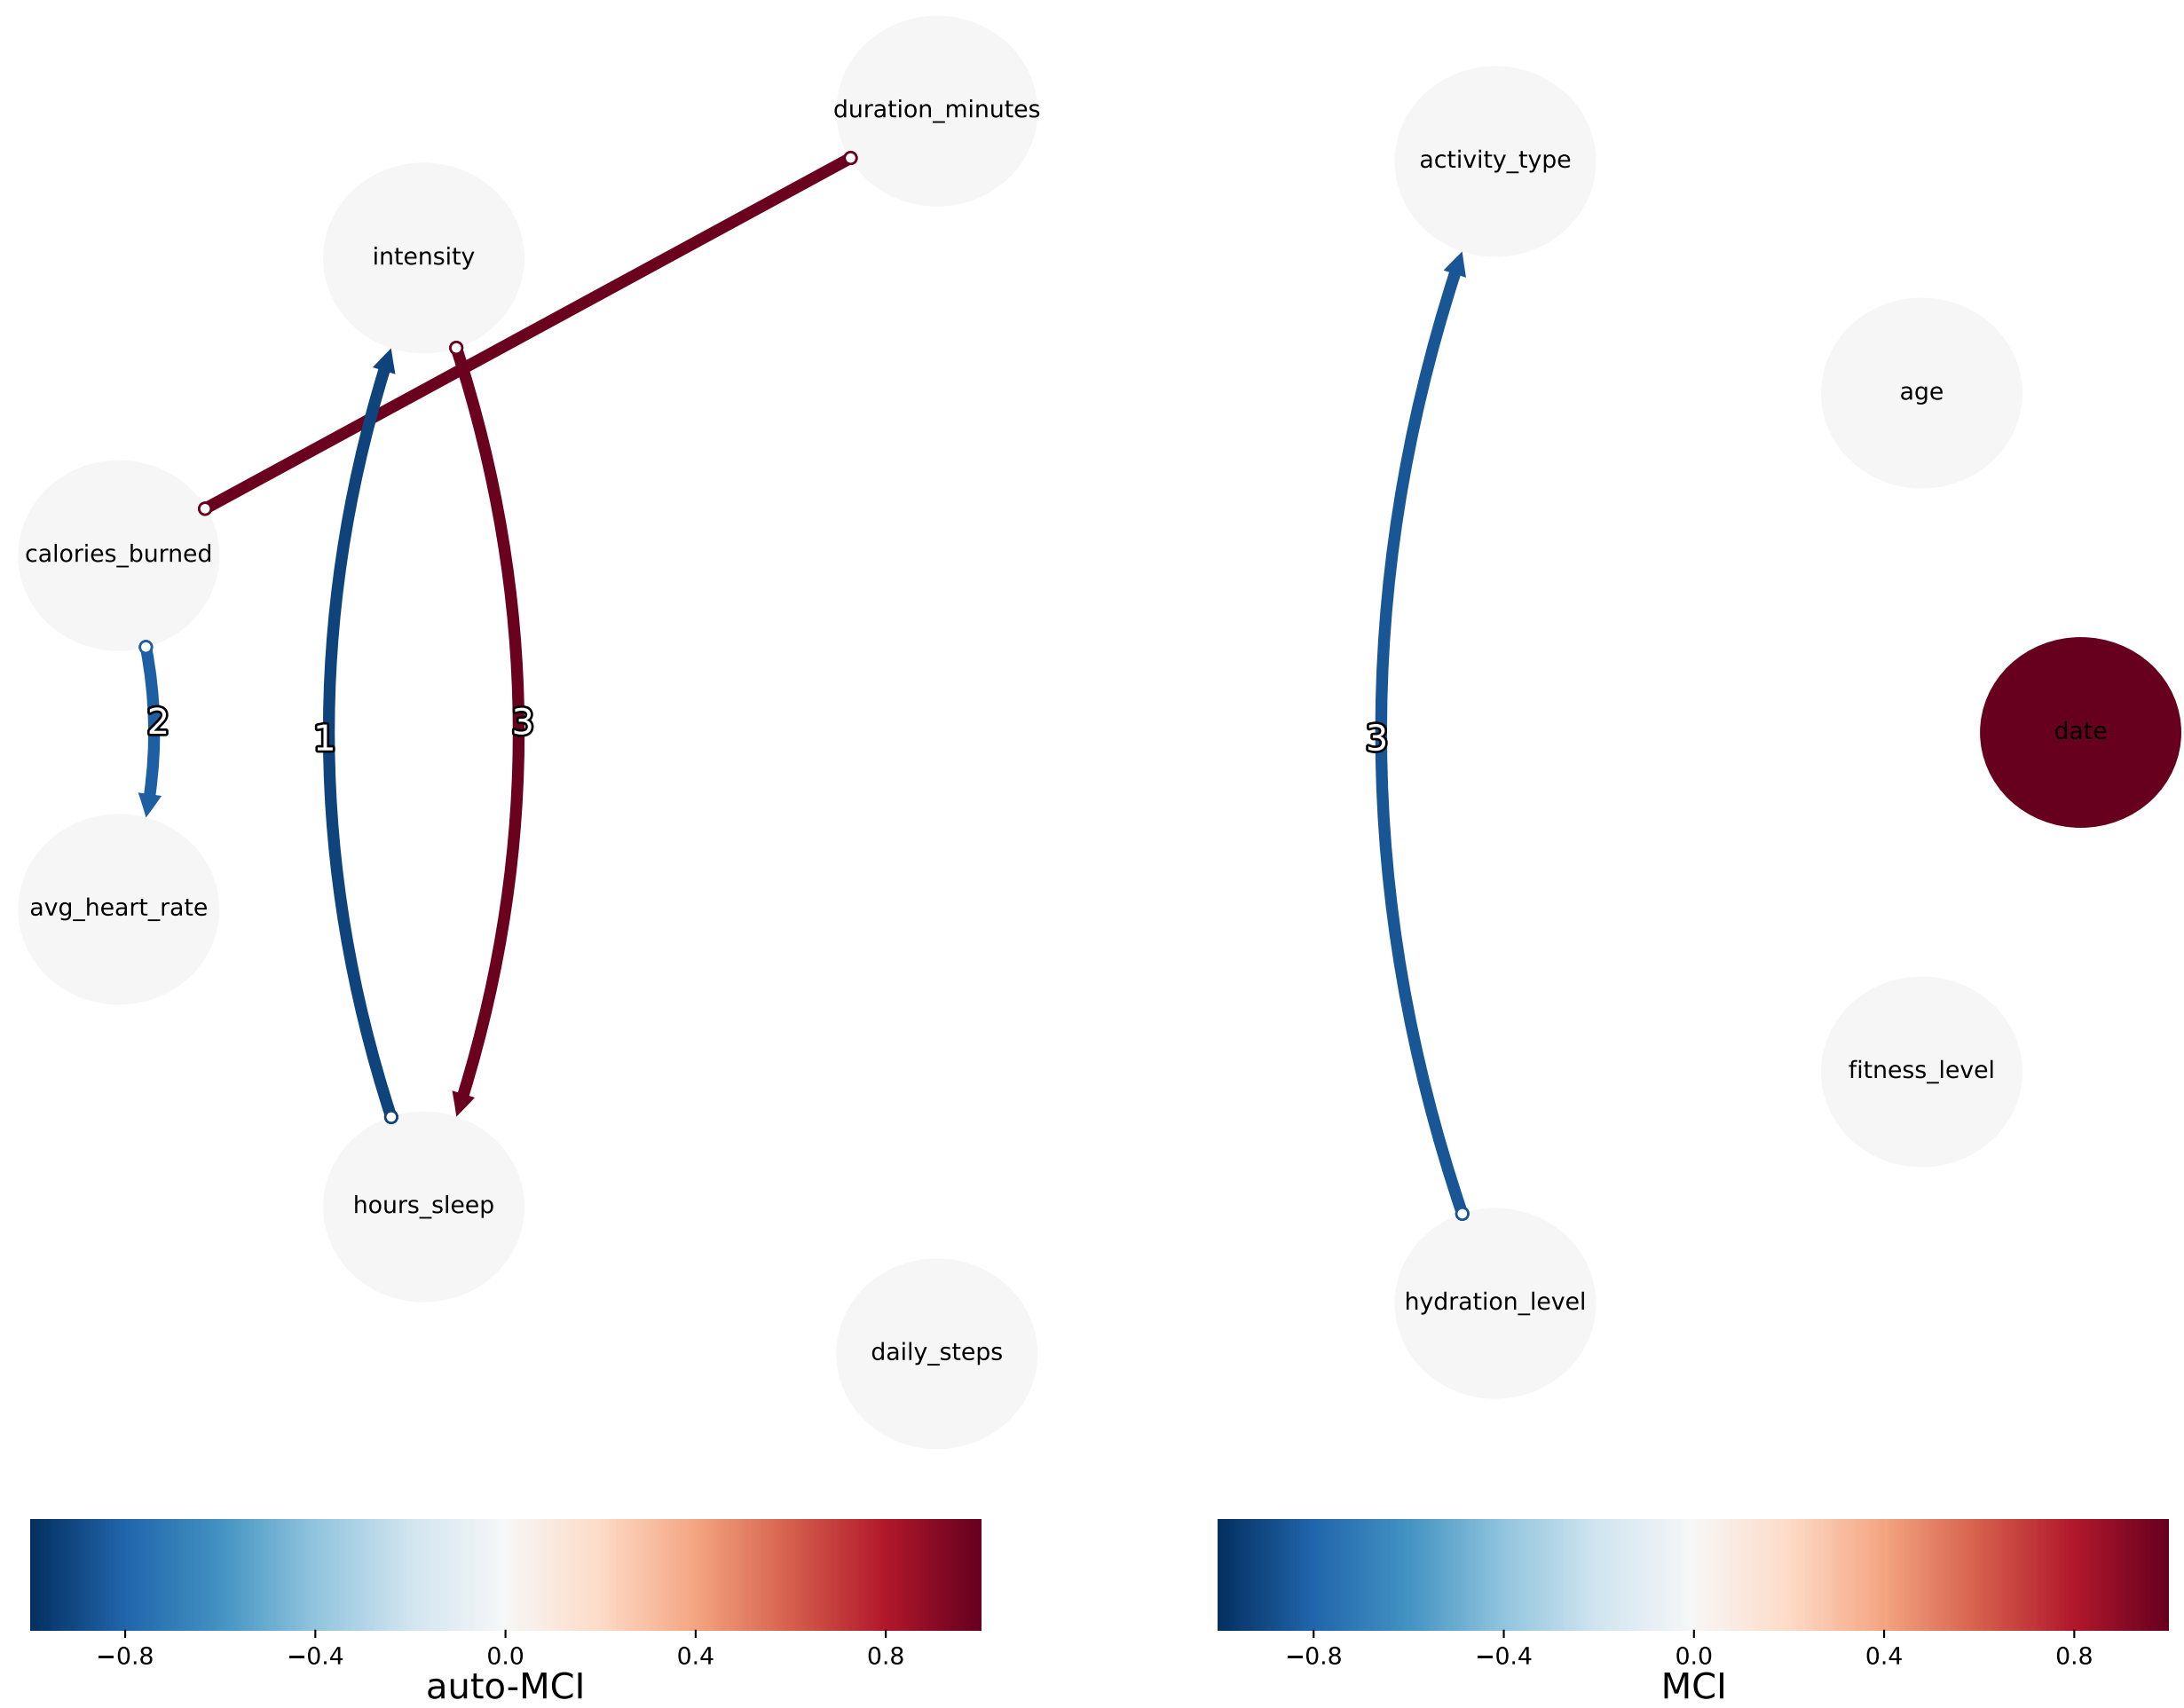 duration_minutes
activity_type
intensity
age
calories_burned
2
1
3
3
date
avg_heart_rate
fitness_level
hours_sleep
hydration_level
daily_steps
−0.8 −0.4 0.0 0.4 0.8
auto-MCI
−0.8 −0.4 0.0 0.4 0.8
MCI